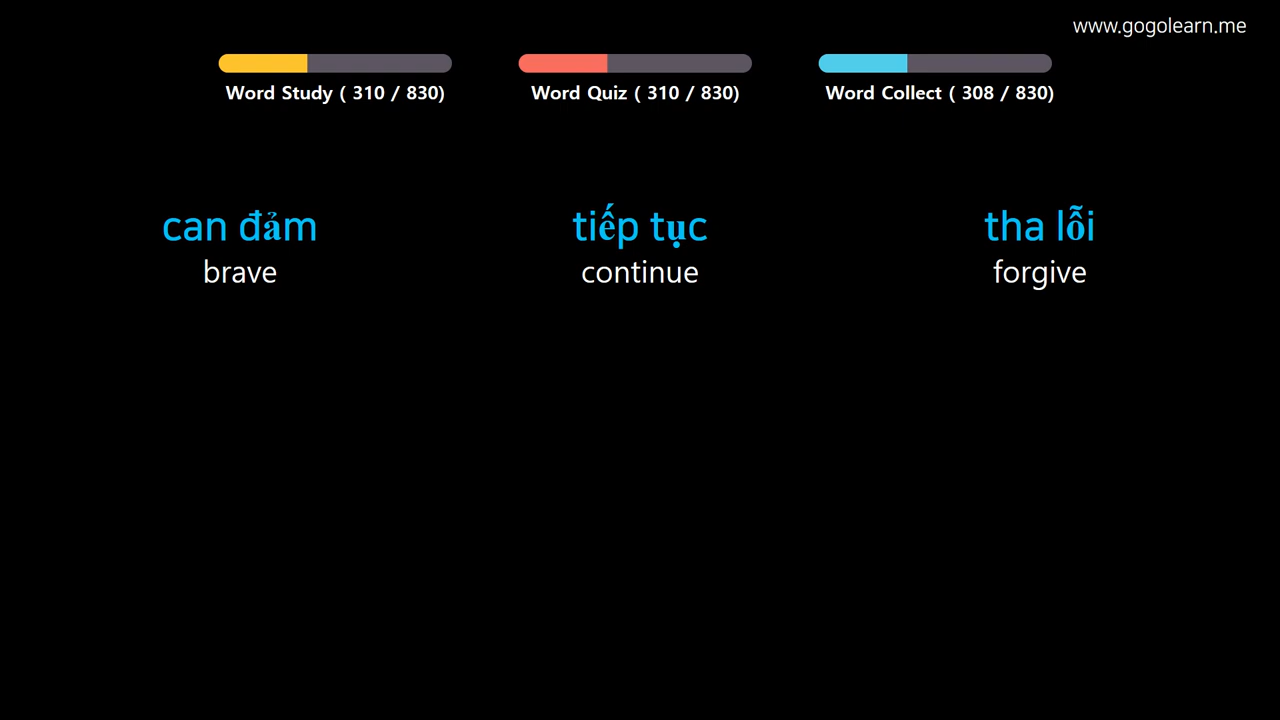 www.gogolearn.me
Word Study ( 310 / 830)
Word Quiz ( 310 / 830)
Word Collect ( 308 / 830)
can đảm
tiếp tục
tha lỗi
brave
continue
forgive